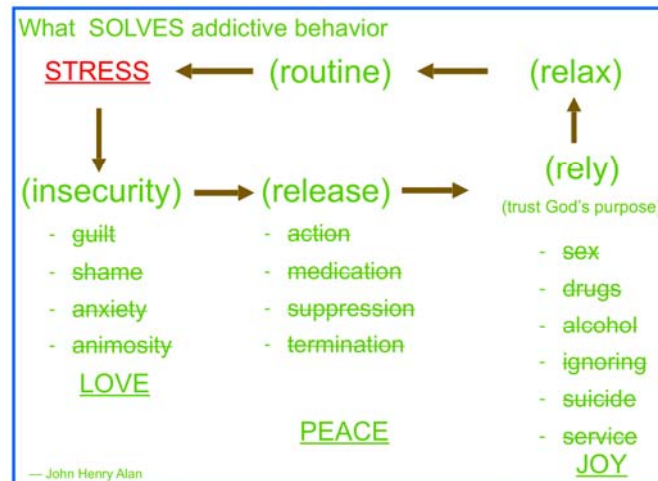 What SOLVES addictive behavior
STRESS
(routine)
(relax)
(insecurity)
- guilt
- shame
- anxiety
- animosity
LOVE
(release)
- action
- medication
- suppression
- termination
PEACE
(rely)
(trust God's purpose)
- sex
- drugs
- alcohol
- ignoring
- suicide
- service
JOY
— John Henry Alan